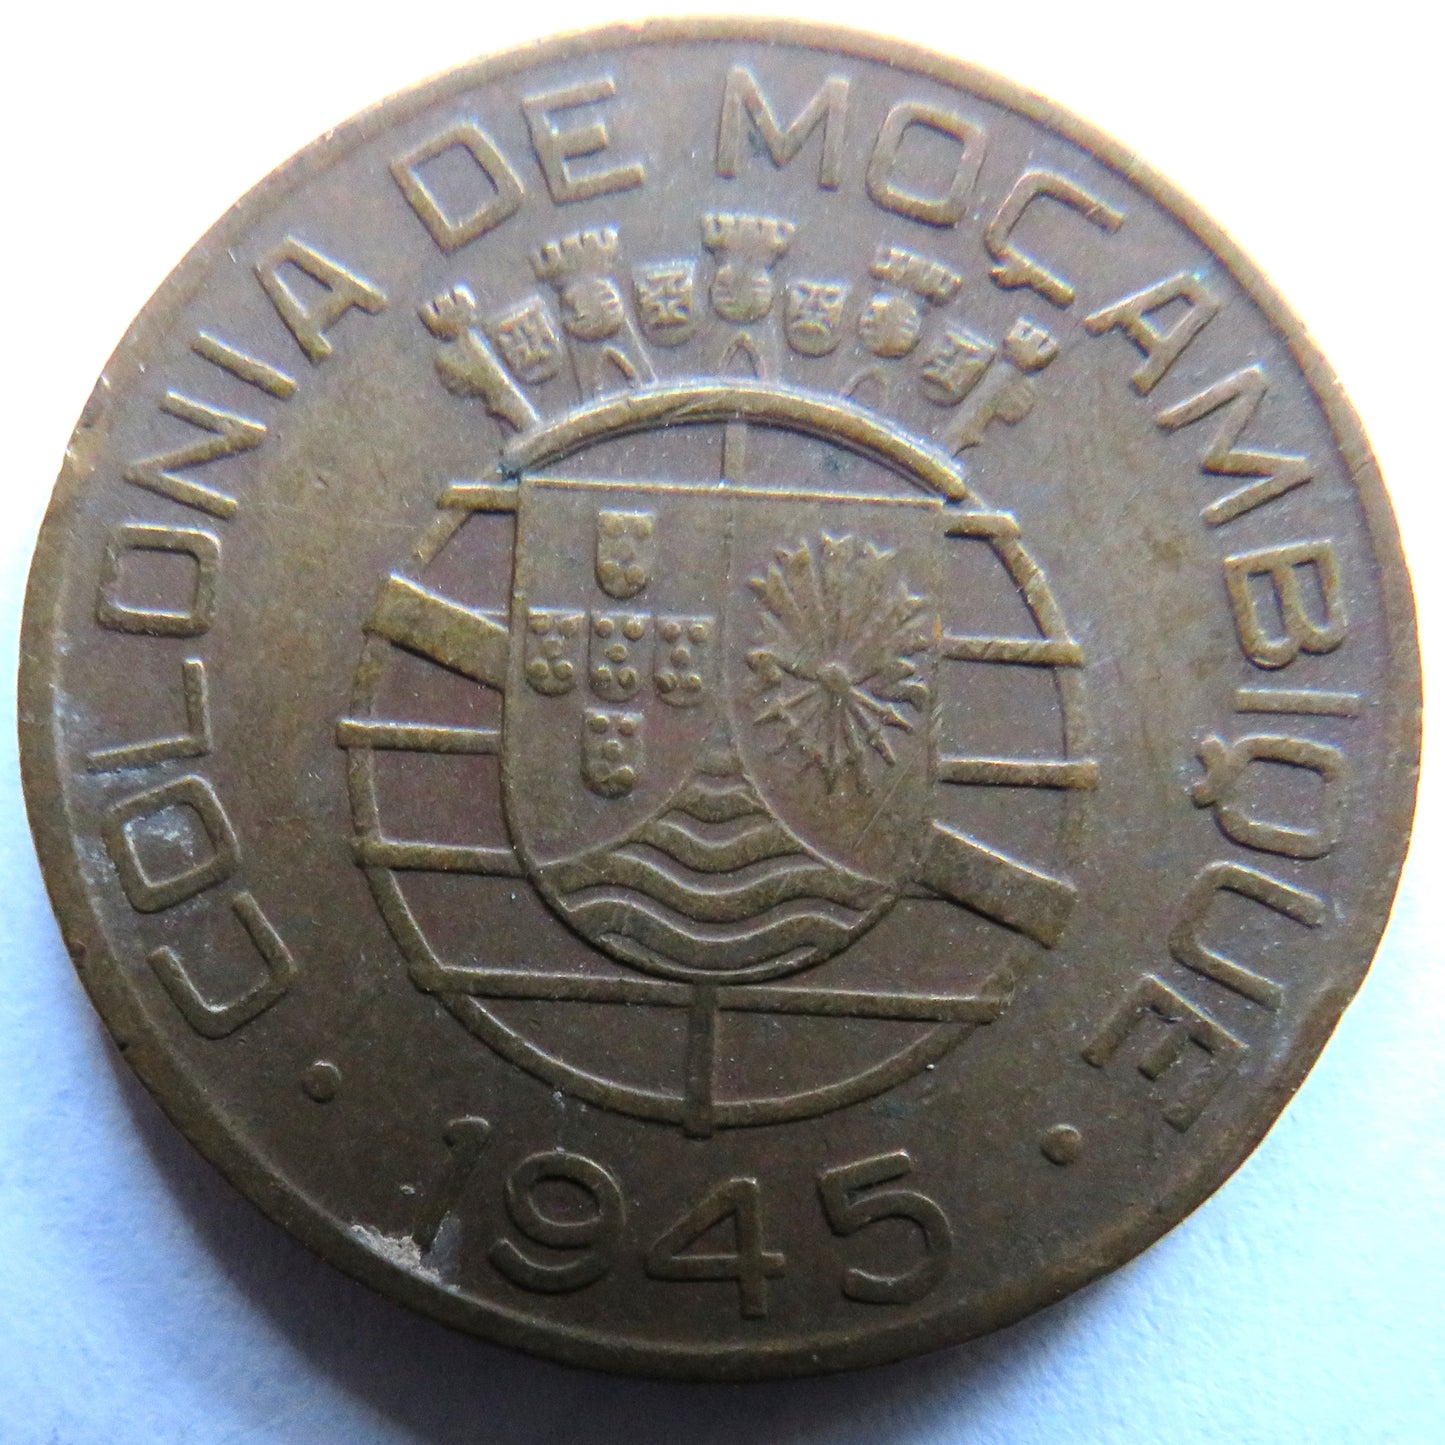 COLONIA DE MOÇAMBIQUE
· 1945 ·